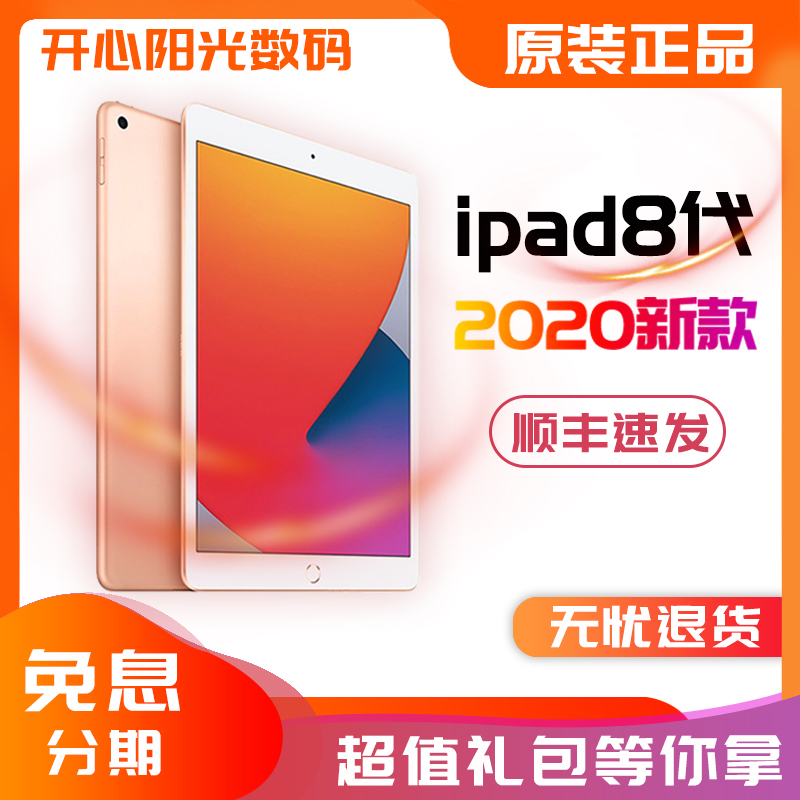 开心阳光数码
原装正品
ipad8代
2020新款
顺丰速发
无忧退货
免息
分期
超值礼包等你拿